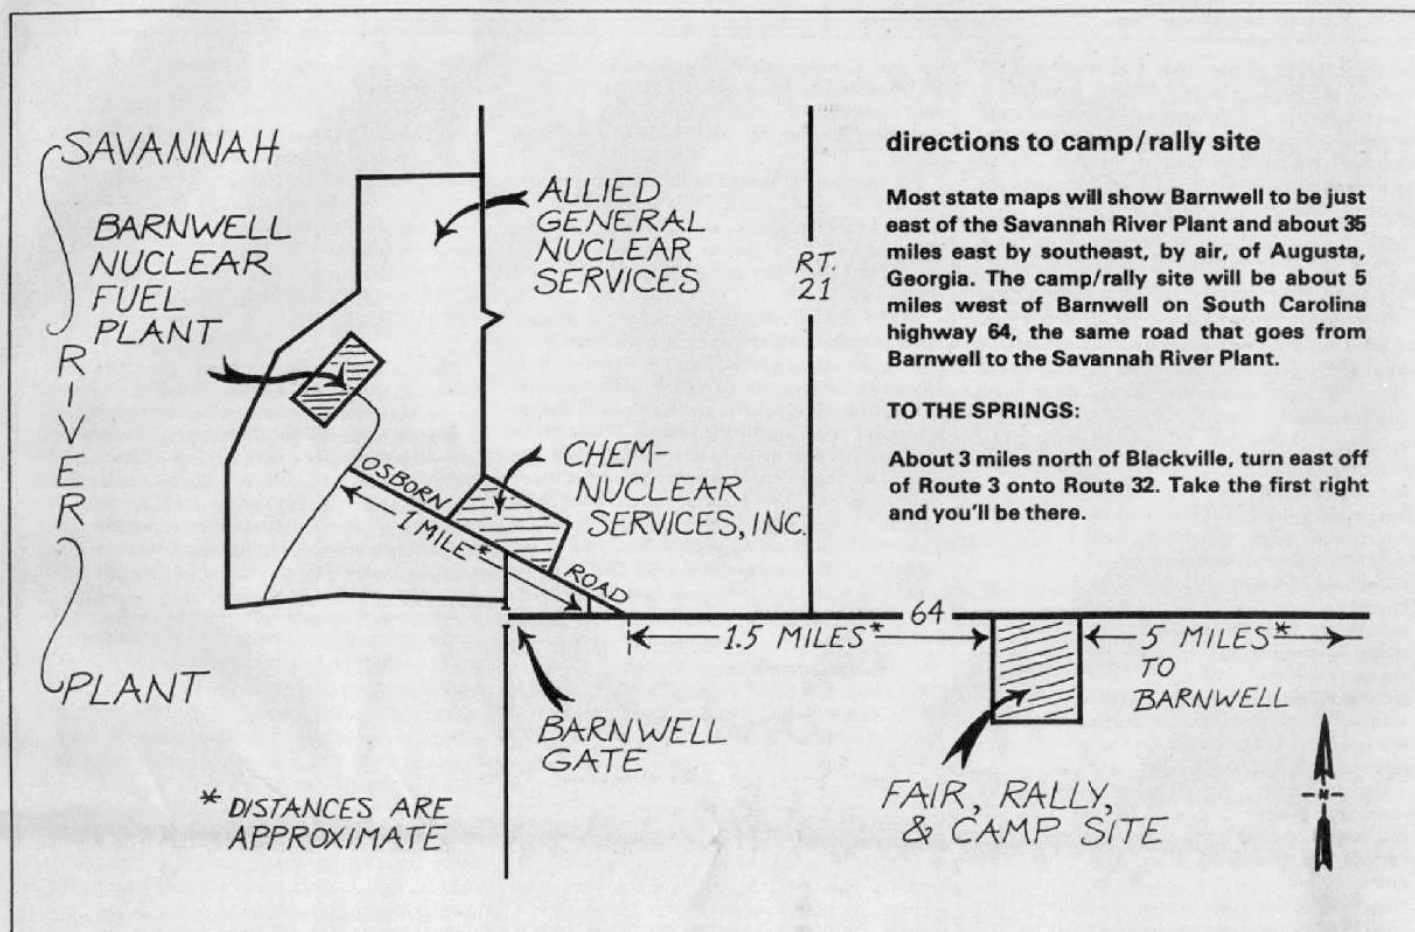 SAVANNAH
RIVER
PLANT
BARNWELL
NUCLEAR
FUEL
PLANT
ALLIED
GENERAL
NUCLEAR
SERVICES
RT.
21
OSBORN
ROAD
1 MILE*
CHEM-
NUCLEAR
SERVICES, INC.
64
1.5 MILES*
5 MILES*
TO
BARNWELL
BARNWELL
GATE
FAIR, RALLY,
& CAMP SITE
N
* DISTANCES ARE
APPROXIMATE
directions to camp/rally site
Most state maps will show Barnwell to be just
east of the Savannah River Plant and about 35
miles east by southeast, by air, of Augusta,
Georgia. The camp/rally site will be about 5
miles west of Barnwell on South Carolina
highway 64, the same road that goes from
Barnwell to the Savannah River Plant.
TO THE SPRINGS:
About 3 miles north of Blackville, turn east off
of Route 3 onto Route 32. Take the first right
and you'll be there.